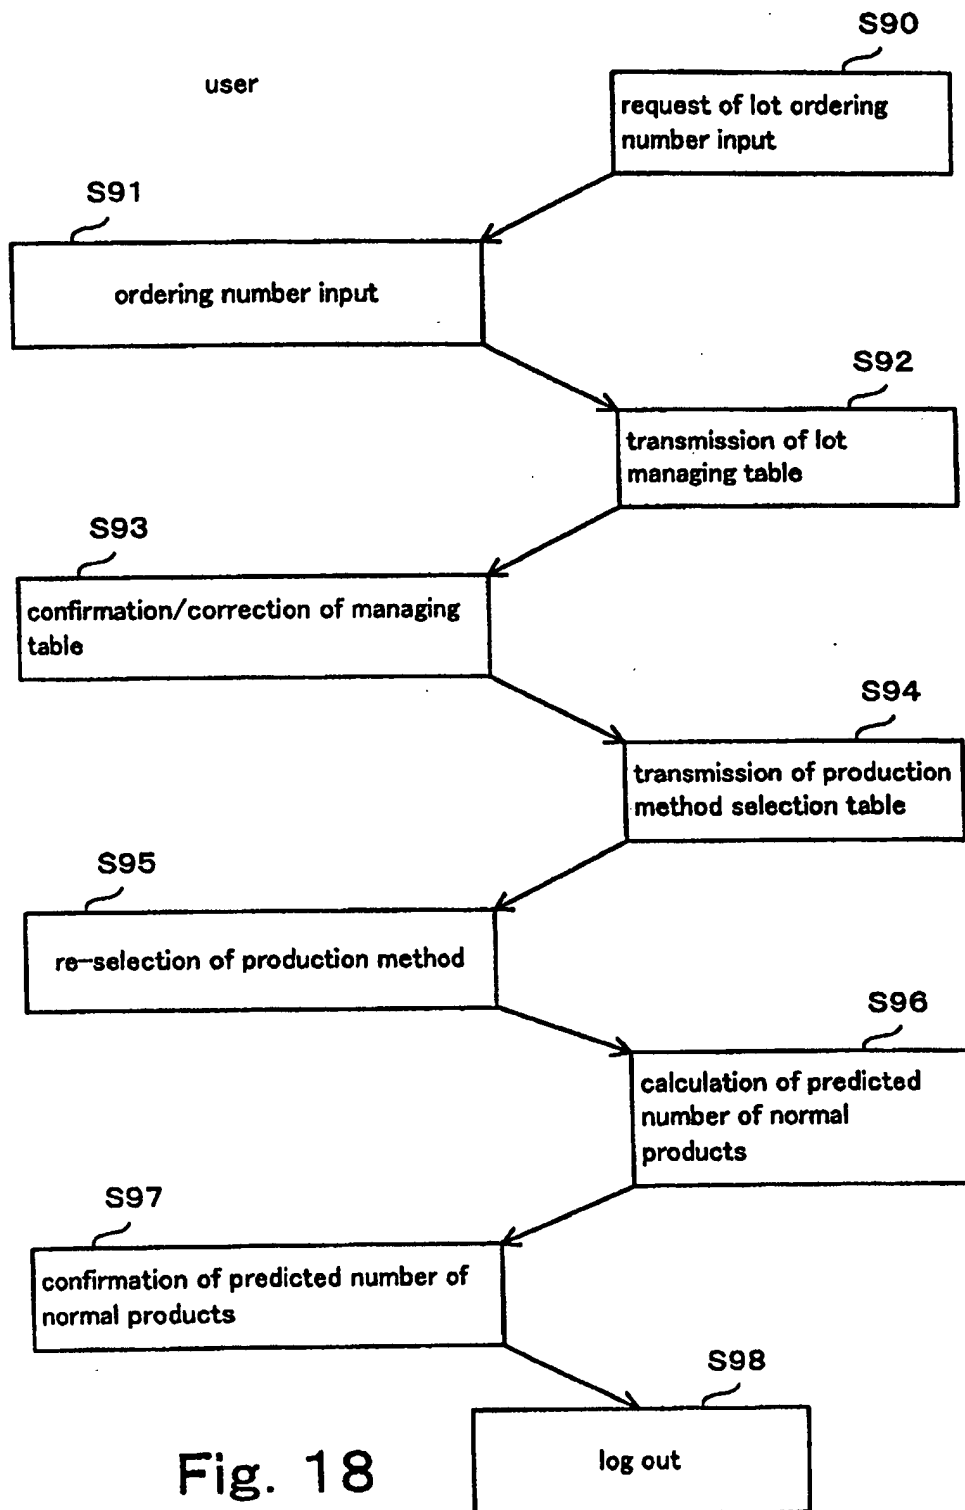 S90
user
request of lot ordering
number input
S91
ordering number input
S92
transmission of lot
managing table
S93
confirmation/correction of managing
table
S94
transmission of production
method selection table
S95
re-selection of production method
S96
calculation of predicted
number of normal
products
S97
confirmation of predicted number of
normal products
S98
log out
Fig. 18